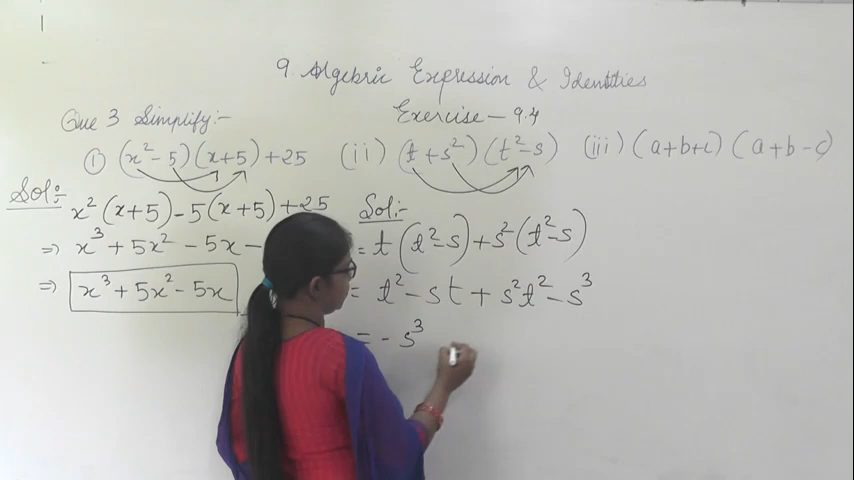 9. Algebric Expression & Identities
Que 3 Simplify:- Exercise - 9.4
① (x² - 5)(x+5) + 25 (ii) (t + s²)(t² - s) (iii) (a+b+c)(a+b-c)
Sol:- x²(x+5) - 5(x+5) + 25 Sol:-
⇒ x³ + 5x² - 5x - = t(t² - s) + s²(t² - s)
⇒ x³ + 5x² - 5x = t² - st + s²t² - s³
= - s³